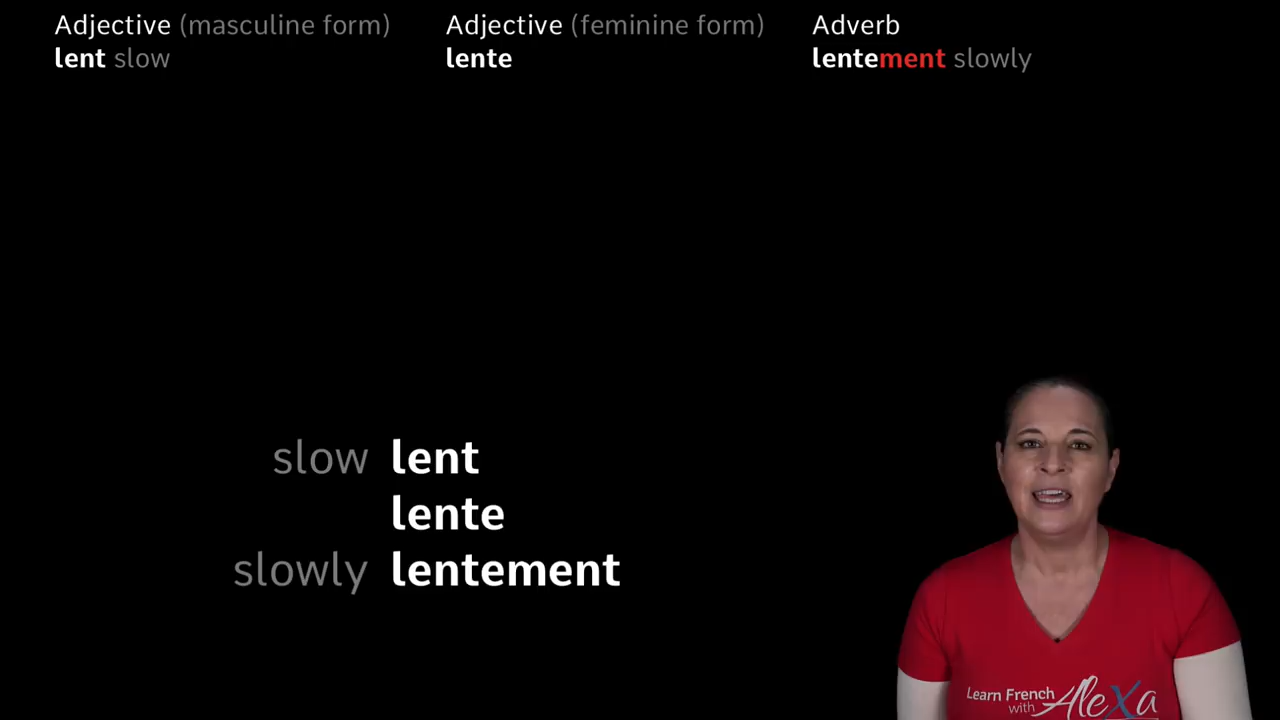 Adjective (masculine form)
lent slow
Adjective (feminine form)
lente
Adverb
lentement slowly
slow lent
lente
slowly lentement
Learn French
with Alexa